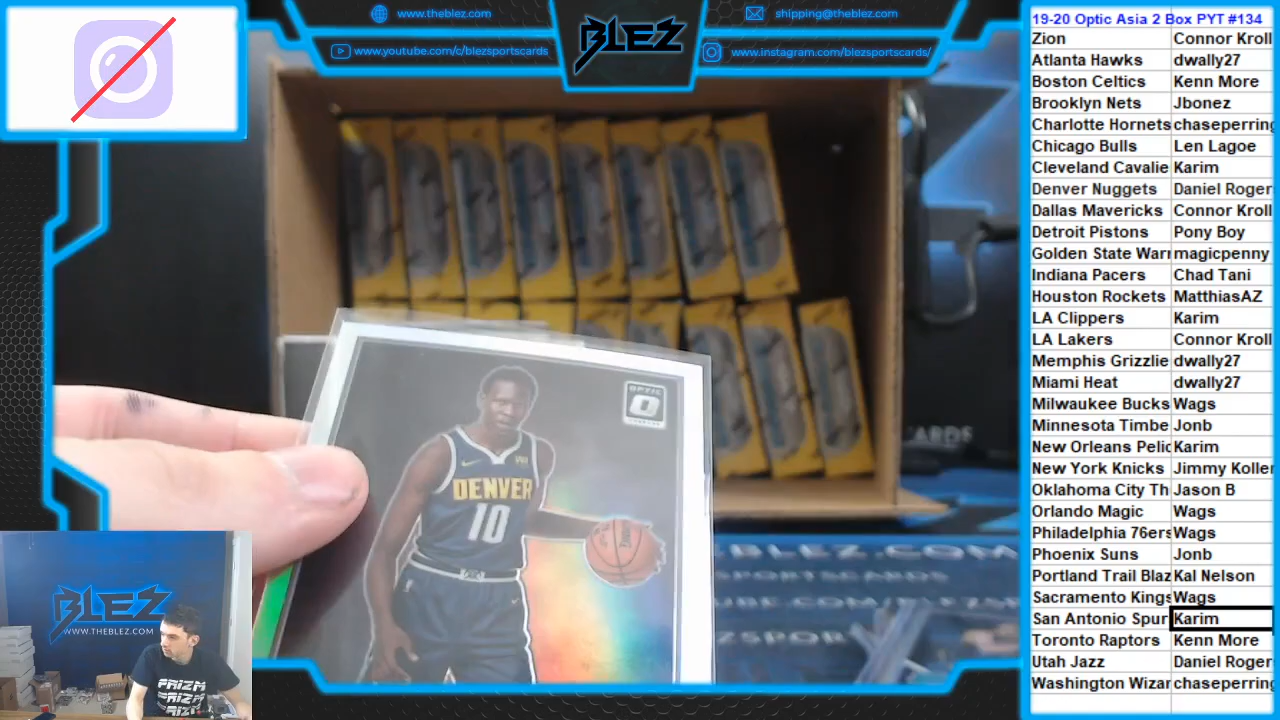 www.theblez.com
shipping@theblez.com
www.youtube.com/c/blezsportscards
www.instagram.com/blezsportscards/
BLEZ
19-20 Optic Asia 2 Box PYT #134
Zion Connor Kroll
Atlanta Hawks dwally27
Boston Celtics Kenn More
Brooklyn Nets Jbonez
Charlotte Hornets chaseperring
Chicago Bulls Len Lagoe
Cleveland Cavalie Karim
Denver Nuggets Daniel Roger
Dallas Mavericks Connor Kroll
Detroit Pistons Pony Boy
Golden State Warr magicpenny
Indiana Pacers Chad Tani
Houston Rockets MatthiasAZ
LA Clippers Karim
LA Lakers Connor Kroll
Memphis Grizzlie dwally27
Miami Heat dwally27
Milwaukee Bucks Wags
Minnesota Timbe Jonb
New Orleans Pelic Karim
New York Knicks Jimmy Koller
Oklahoma City Th Jason B
Orlando Magic Wags
Philadelphia 76ers Wags
Phoenix Suns Jonb
Portland Trail Blaz Kal Nelson
Sacramento Kings Wags
San Antonio Spur Karim
Toronto Raptors Kenn More
Utah Jazz Daniel Roger
Washington Wizar chaseperring
OPTIC
DENVER
10
CARDS
BLEZ
WWW.THEBLEZ.COM
PRIZM
PRIZM
PRIZM